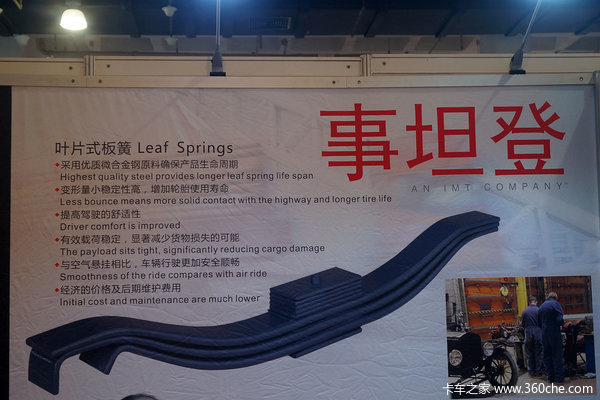 事坦登
AN IMT COMPANY
叶片式板簧 Leaf Springs
采用优质微合金钢原料确保产品生命周期
Highest quality steel provides longer leaf spring life span
变形量小稳定性高，增加轮胎使用寿命
Less bounce means more solid contact with the highway and longer tire life
提高驾驶的舒适性
Driver comfort is improved
有效载荷稳定，显著减少货物损失的可能
The payload sits tight, significantly reducing cargo damage
与空气悬挂相比，车辆行驶更加安全顺畅
Smoothness of the ride compares with air ride
经济的价格及后期维护费用
Initial cost and maintenance are much lower
卡车之家 www.360che.com